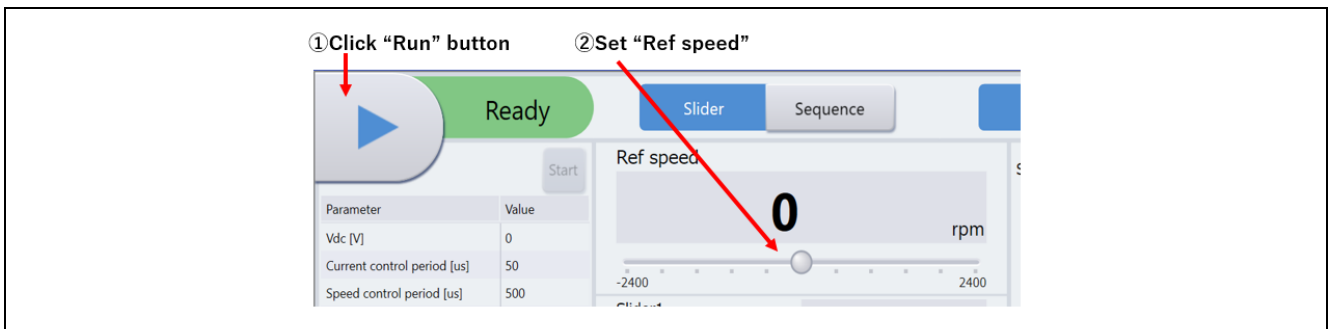 ①Click “Run” button
②Set “Ref speed”
Ready
Slider
Sequence
Start
Ref speed
0
rpm
-2400
2400
Parameter Value
Vdc [V] 0
Current control period [us] 50
Speed control period [us] 500